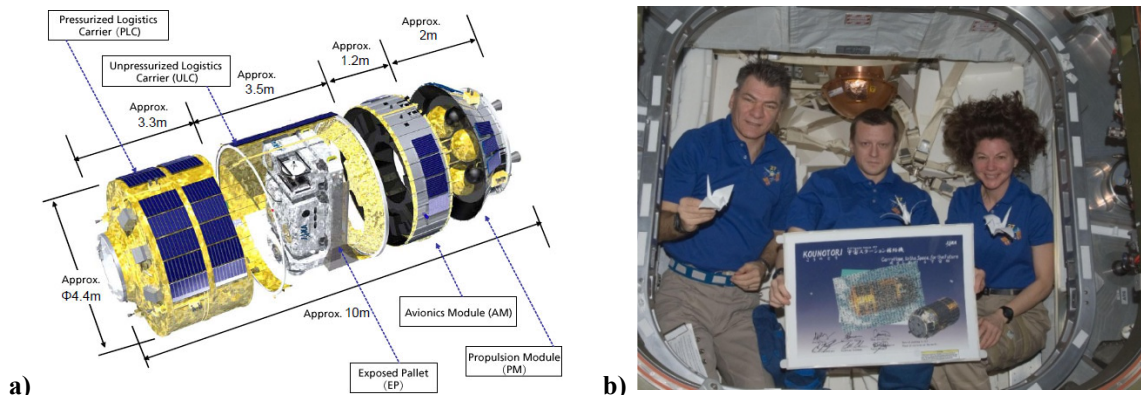 Pressurized Logistics
Carrier (PLC)
Unpressurized Logistics
Carrier (ULC)
Approx.
3.3m
Approx.
3.5m
Approx.
1.2m
Approx.
2m
Approx.
Φ4.4m
Approx. 10m
Avionics Module (AM)
Propulsion Module
(PM)
Exposed Pallet
(EP)
a)
b)
KOUNOTORI